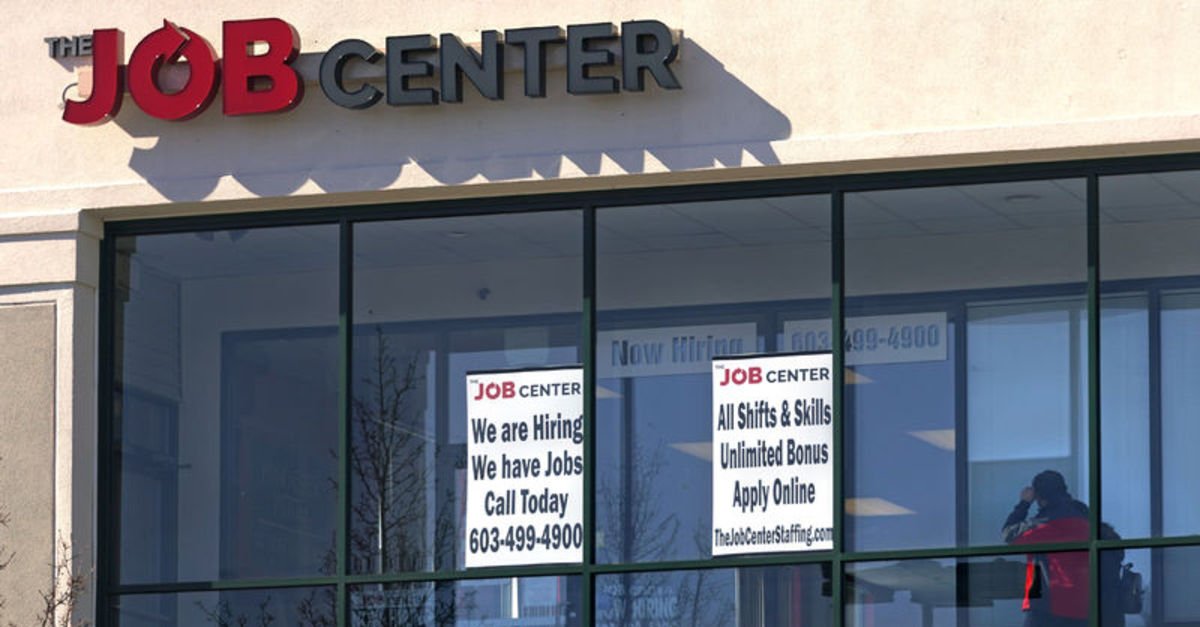 THE JOB CENTER
Now Hiring 603-499-4900
THE JOB CENTER
We are Hiring
We have Jobs
Call Today
603-499-4900
THE JOB CENTER
All Shifts & Skills
Unlimited Bonus
Apply Online
TheJobCenterStaffing.com
HIRING